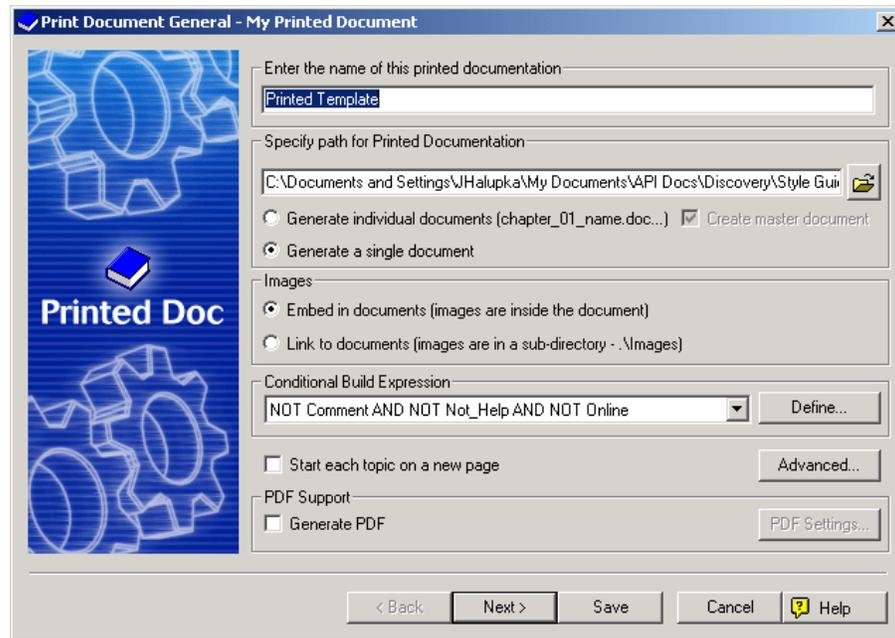 Print Document General - My Printed Document
Enter the name of this printed documentation
Printed Template
Specify path for Printed Documentation
C:\Documents and Settings\JHalupka\My Documents\API Docs\Discovery\Style Gui
Generate individual documents (chapter_01_name.doc...) Create master document
Generate a single document
Images
Embed in documents (images are inside the document)
Link to documents (images are in a sub-directory - .\Images)
Printed Doc
Conditional Build Expression
NOT Comment AND NOT Not_Help AND NOT Online Define...
Start each topic on a new page Advanced...
PDF Support
Generate PDF PDF Settings...
< Back Next > Save Cancel Help